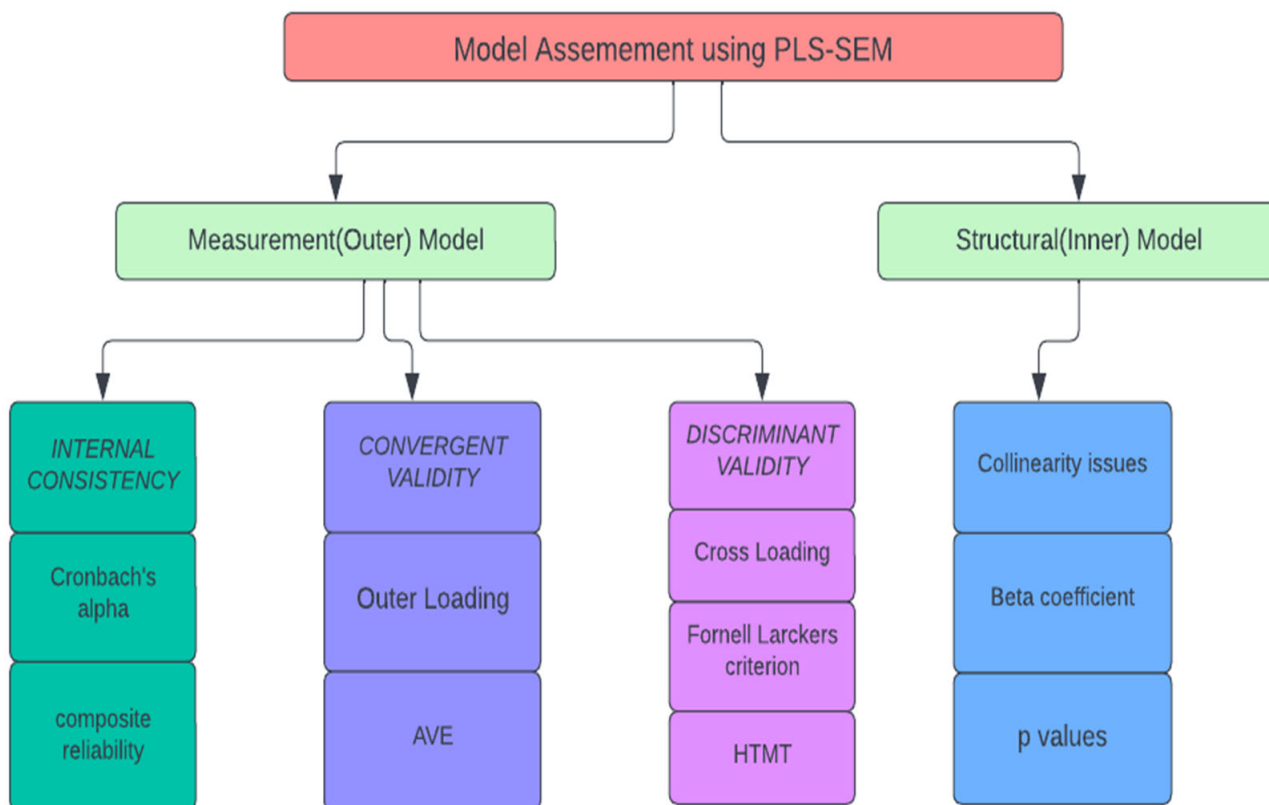 Model Assemement using PLS-SEM
Measurement(Outer) Model
Structural(Inner) Model
INTERNAL
CONSISTENCY
Cronbach's
alpha
composite
reliability
CONVERGENT
VALIDITY
Outer Loading
AVE
DISCRIMINANT
VALIDITY
Cross Loading
Fornell Larckers
criterion
HTMT
Collinearity issues
Beta coefficient
p values